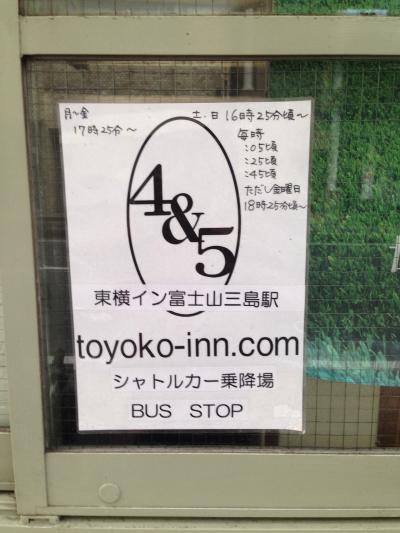 月〜金
17時25分〜
土.日 16時25分頃〜
毎時
:05頃
:25頃
:45頃
ただし金曜日
18時25分頃〜
4&5
東横イン富士山三島駅
toyoko-inn.com
シャトルカー乗降場
BUS STOP